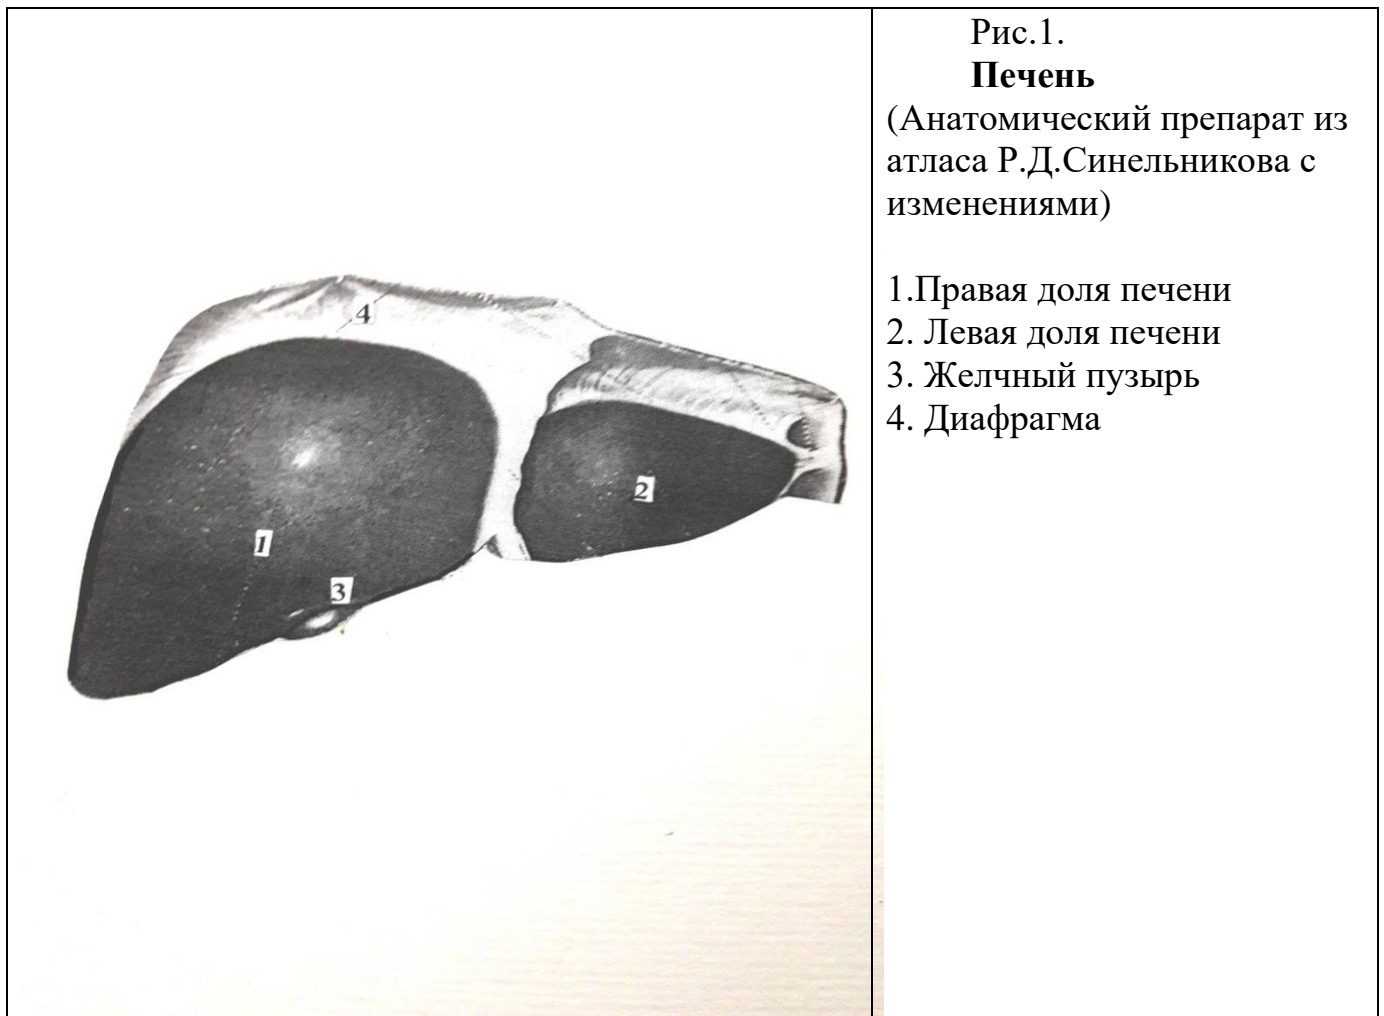 Рис.1.
Печень
(Анатомический препарат из
атласа Р.Д.Синельникова с
изменениями)
1.Правая доля печени
2. Левая доля печени
3. Желчный пузырь
4. Диафрагма
4
2
1
3